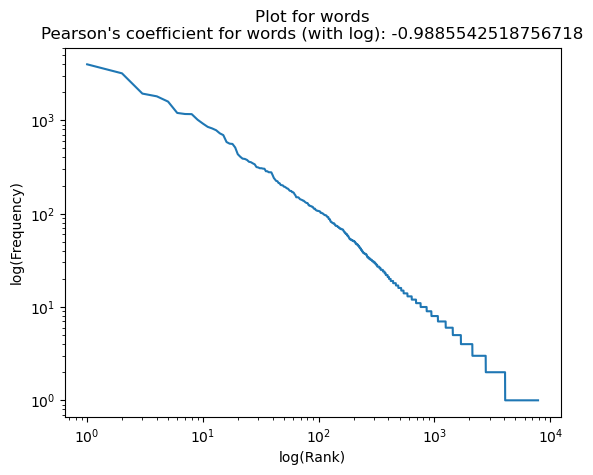 Plot for words
Pearson's coefficient for words (with log): -0.9885542518756718
10³
10²
10¹
10⁰
log(Frequency)
10⁰ 10¹ 10² 10³ 10⁴
log(Rank)